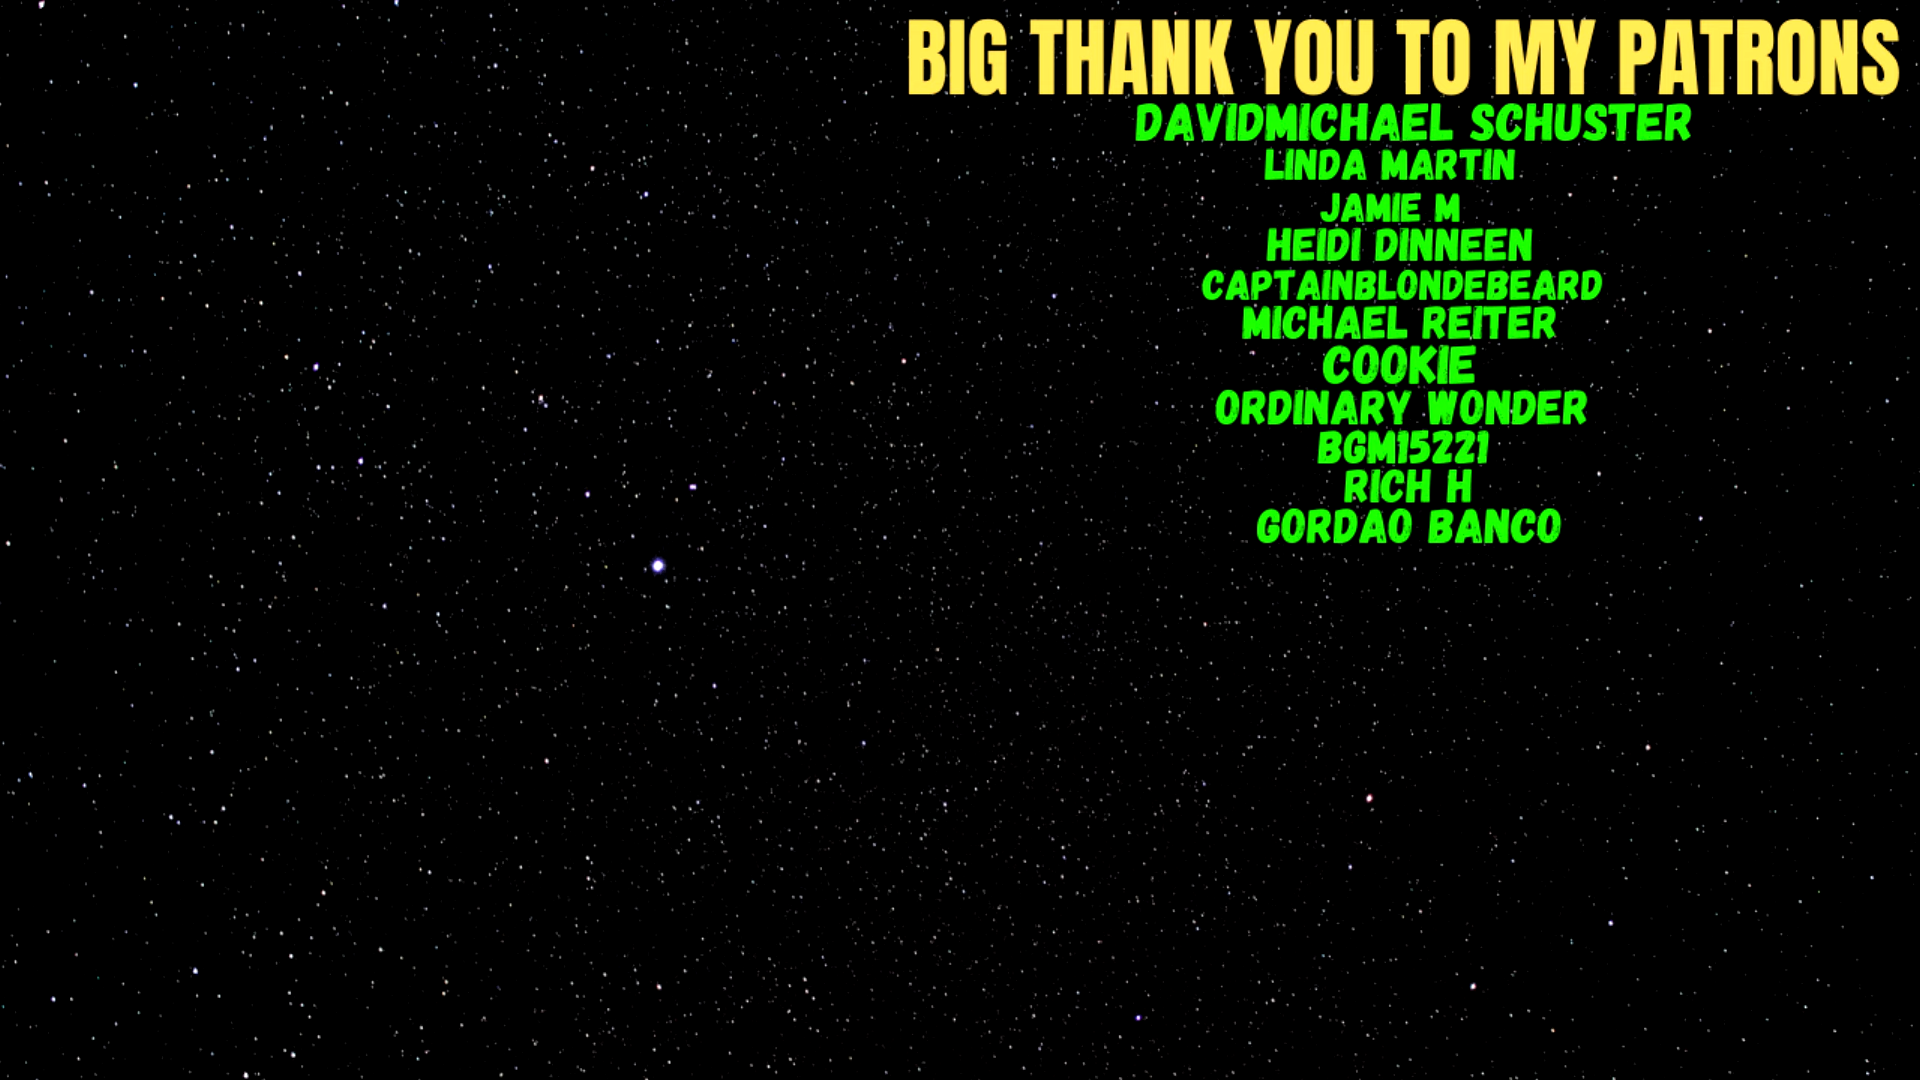 BIG THANK YOU TO MY PATRONS
DAVIDMICHAEL SCHUSTER
LINDA MARTIN
JAMIE M
HEIDI DINNEEN
CAPTAINBLONDEBEARD
MICHAEL REITER
COOKIE
ORDINARY WONDER
BGM15221
RICH H
GORDAO BANCO